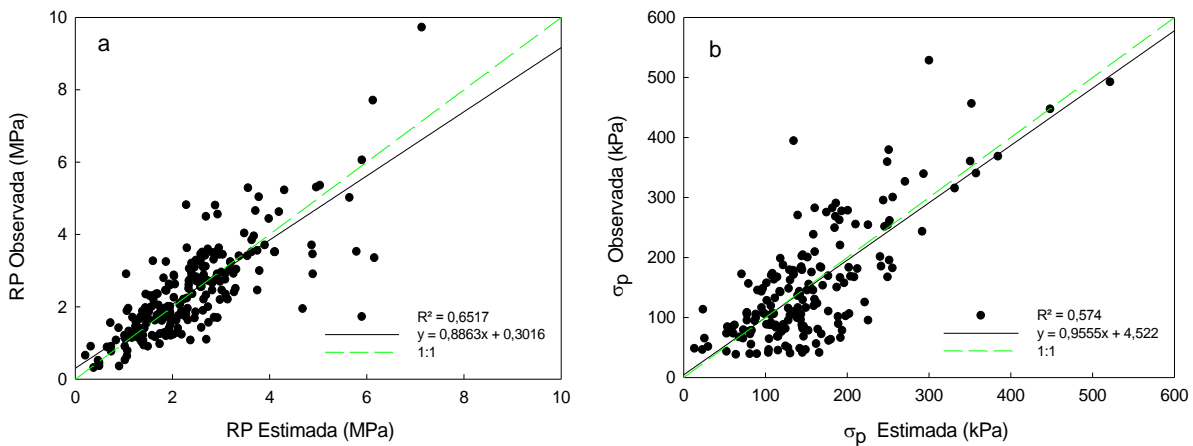 a
10
8
6
4
2
0
RP Observada (MPa)
0 2 4 6 8 10
RP Estimada (MPa)
R² = 0,6517
y = 0,8863x + 0,3016
1:1
b
600
500
400
300
200
100
0
σp Observada (kPa)
0 100 200 300 400 500 600
σp Estimada (kPa)
R² = 0,574
y = 0,9555x + 4,522
1:1